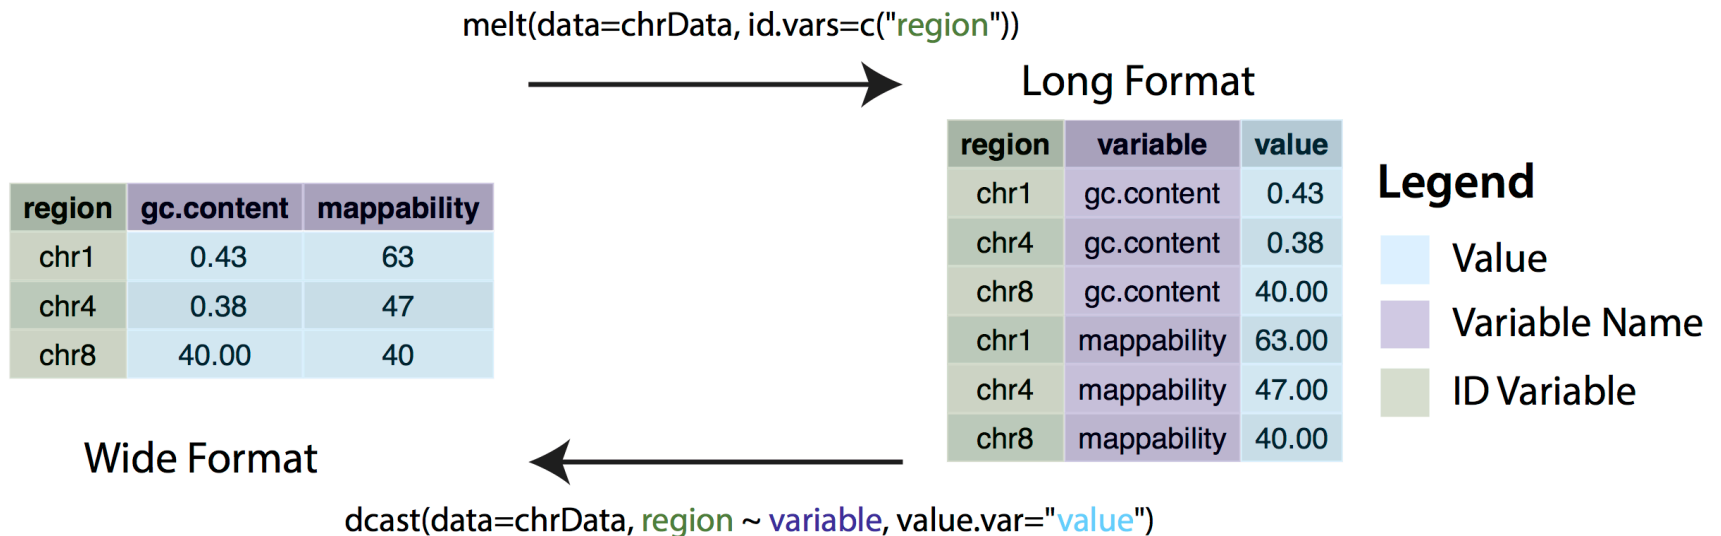 melt(data=chrData, id.vars=c("region"))
Long Format
region variable value
chr1 gc.content 0.43
chr4 gc.content 0.38
chr8 gc.content 40.00
chr1 mappability 63.00
chr4 mappability 47.00
chr8 mappability 40.00
region gc.content mappability
chr1 0.43 63
chr4 0.38 47
chr8 40.00 40
Wide Format
dcast(data=chrData, region ~ variable, value.var="value")
Legend
Value
Variable Name
ID Variable